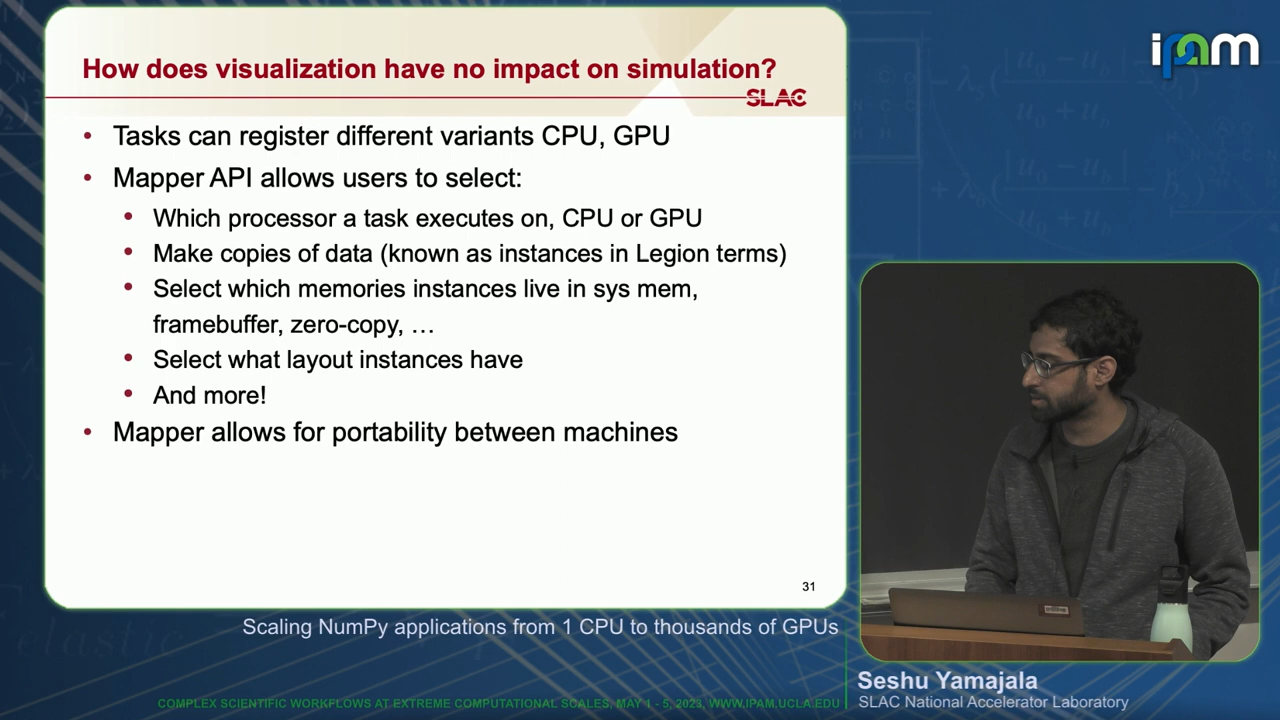 How does visualization have no impact on simulation?
SLAC
• Tasks can register different variants CPU, GPU
• Mapper API allows users to select:
• Which processor a task executes on, CPU or GPU
• Make copies of data (known as instances in Legion terms)
• Select which memories instances live in sys mem,
framebuffer, zero-copy, …
• Select what layout instances have
• And more!
• Mapper allows for portability between machines
31
ipam
Scaling NumPy applications from 1 CPU to thousands of GPUs
Seshu Yamajala
SLAC National Accelerator Laboratory
COMPLEX SCIENTIFIC WORKFLOWS AT EXTREME COMPUTATIONAL SCALES, MAY 1 - 5, 2023, WWW.IPAM.UCLA.EDU
elastic